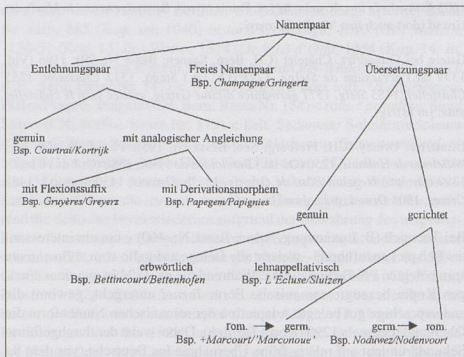 Namenpaar
Entlehnungspaar
Freies Namenpaar
Übersetzungspaar
Bsp. Champagne/Gringertz
genuin
mit analogischer Angleichung
Bsp. Courtrai/Kortrijk
mit Flexionssuffix
mit Derivationsmorphem
Bsp. Gruyères/Greyerz
Bsp. Papegem/Papignies
genuin
gerichtet
erbwörtlich
lehnappellativisch
Bsp. Bettincourt/Bettenhofen
Bsp. L'Ecluse/Sluizen
rom. → germ.
germ. → rom.
Bsp. +Marcourt/'Marconoue'
Bsp. Noduwez/Nodenvoort